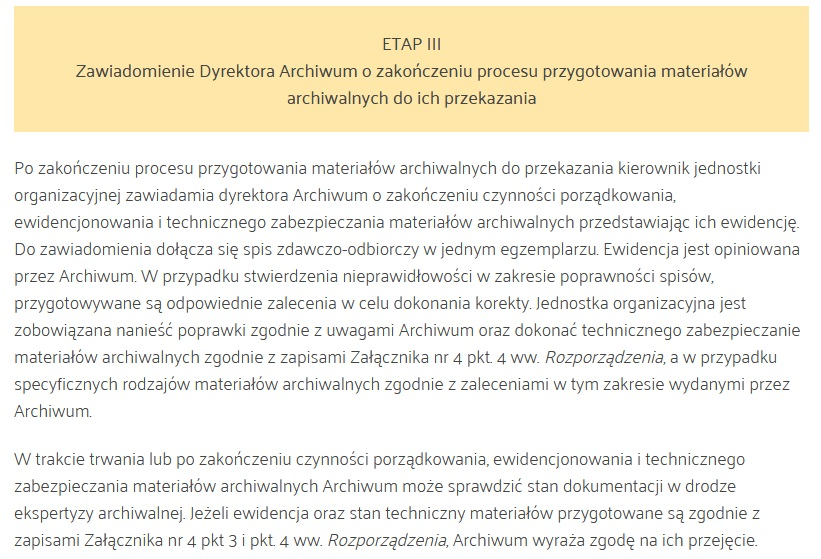 ETAP III
Zawiadomienie Dyrektora Archiwum o zakończeniu procesu przygotowania materiałów
archiwalnych do ich przekazania
Po zakończeniu procesu przygotowania materiałów archiwalnych do przekazania kierownik jednostki
organizacyjnej zawiadamia dyrektora Archiwum o zakończeniu czynności porządkowania,
ewidencjonowania i technicznego zabezpieczania materiałów archiwalnych przedstawiając ich ewidencję.
Do zawiadomienia dołącza się spis zdawczo-odbiorczy w jednym egzemplarzu. Ewidencja jest opiniowana
przez Archiwum. W przypadku stwierdzenia nieprawidłowości w zakresie poprawności spisów,
przygotowywane są odpowiednie zalecenia w celu dokonania korekty. Jednostka organizacyjna jest
zobowiązana nanieść poprawki zgodnie z uwagami Archiwum oraz dokonać technicznego zabezpieczanie
materiałów archiwalnych zgodnie z zapisami Załącznika nr 4 pkt. 4 ww. Rozporządzenia, a w przypadku
specyficznych rodzajów materiałów archiwalnych zgodnie z zaleceniami w tym zakresie wydanymi przez
Archiwum.
W trakcie trwania lub po zakończeniu czynności porządkowania, ewidencjonowania i technicznego
zabezpieczania materiałów archiwalnych Archiwum może sprawdzić stan dokumentacji w drodze
ekspertyzy archiwalnej. Jeżeli ewidencja oraz stan techniczny materiałów przygotowane są zgodnie z
zapisami Załącznika nr 4 pkt 3 i pkt. 4 ww. Rozporządzenia, Archiwum wyraża zgodę na ich przejęcie.